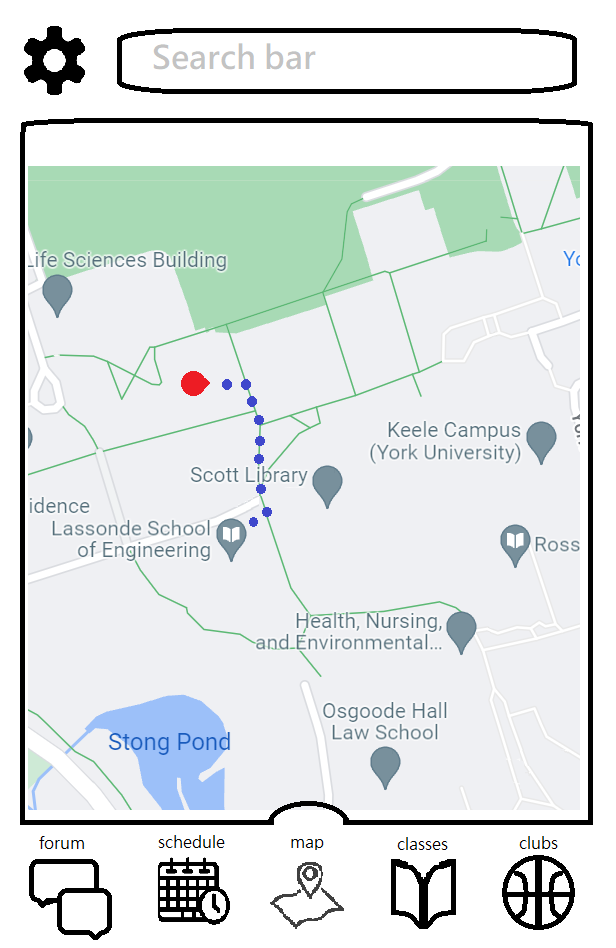 Search bar
Life Sciences Building
Yo
Keele Campus
(York University)
Scott Library
idence
Lassonde School
of Engineering
Ross
Health, Nursing,
and Environmental...
Osgoode Hall
Law School
Stong Pond
forum
schedule
map
classes
clubs